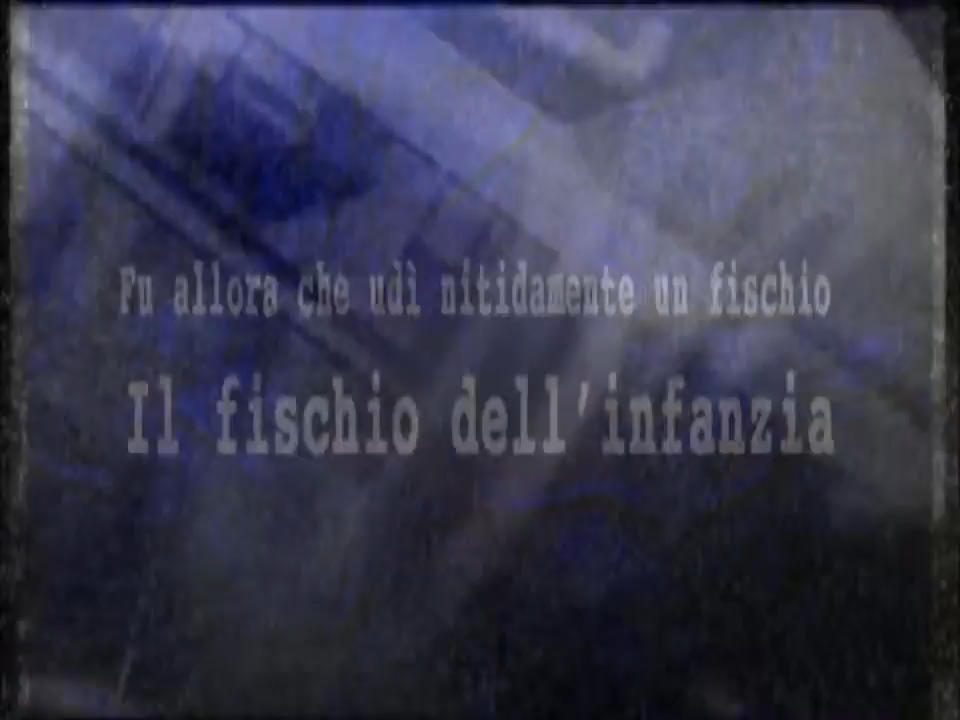 Fu allora che udì nitidamente un fischio
Il fischio dell'infanzia